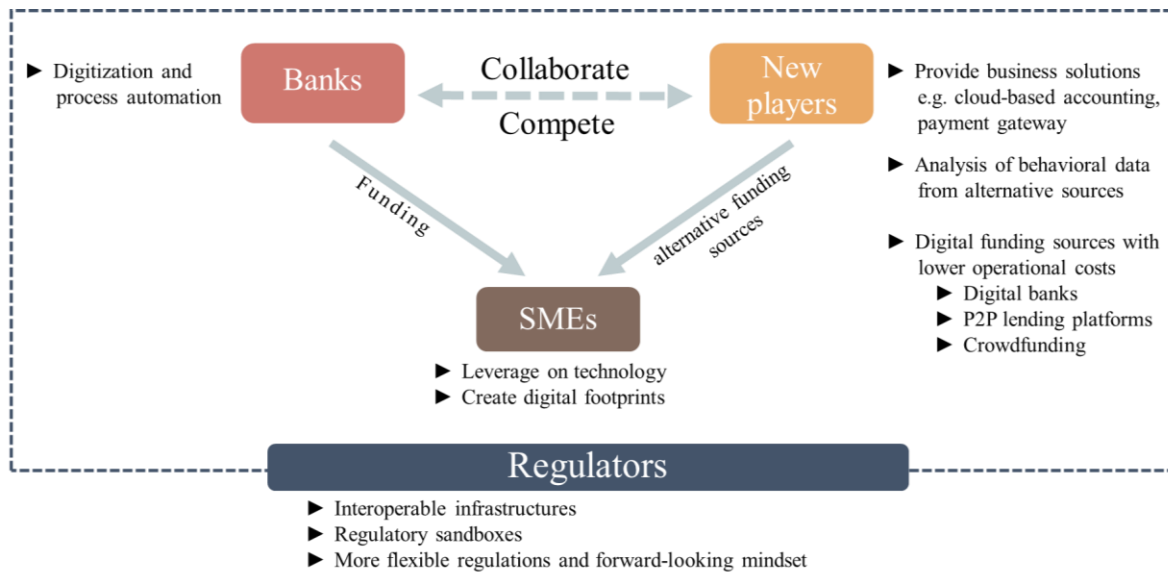 ► Digitization and
process automation
Banks
Collaborate
Compete
New
players
► Provide business solutions
e.g. cloud-based accounting,
payment gateway
► Analysis of behavioral data
from alternative sources
► Digital funding sources with
lower operational costs
► Digital banks
► P2P lending platforms
► Crowdfunding
Funding
alternative funding
sources
SMEs
► Leverage on technology
► Create digital footprints
Regulators
► Interoperable infrastructures
► Regulatory sandboxes
► More flexible regulations and forward-looking mindset